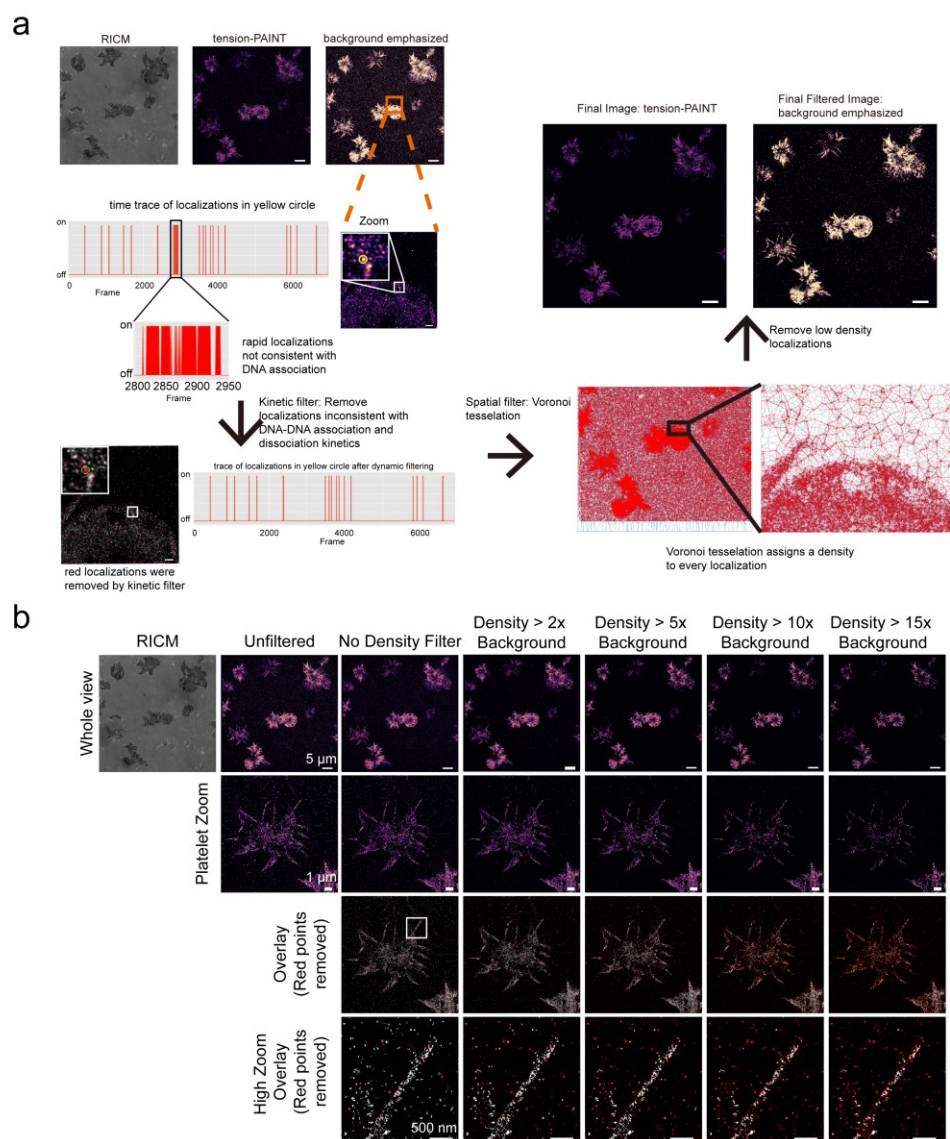 a
RICM
tension-PAINT
background emphasized
time trace of localizations in yellow circle
on
off
0
2000
4000
6000
Frame
Zoom
on
off
2800
2850
2900
2950
Frame
rapid localizations
not consistent with
DNA association
Kinetic filter: Remove
localizations inconsistent with
DNA-DNA association and
dissociation kinetics
trace of localizations in yellow circle after dynamic filtering
on
off
0
2000
4000
6000
Frame
red localizations were
removed by kinetic filter
Spatial filter: Voronoi
tesselation
Voronoi tesselation assigns a density
to every localization
Remove low density
localizations
Final Image: tension-PAINT
Final Filtered Image:
background emphasized
b
RICM
Unfiltered
No Density Filter
Density > 2x
Background
Density > 5x
Background
Density > 10x
Background
Density > 15x
Background
Whole view
5 µm
Platelet Zoom
1 µm
Overlay
(Red points
removed)
High Zoom
Overlay
(Red points
removed)
500 nm